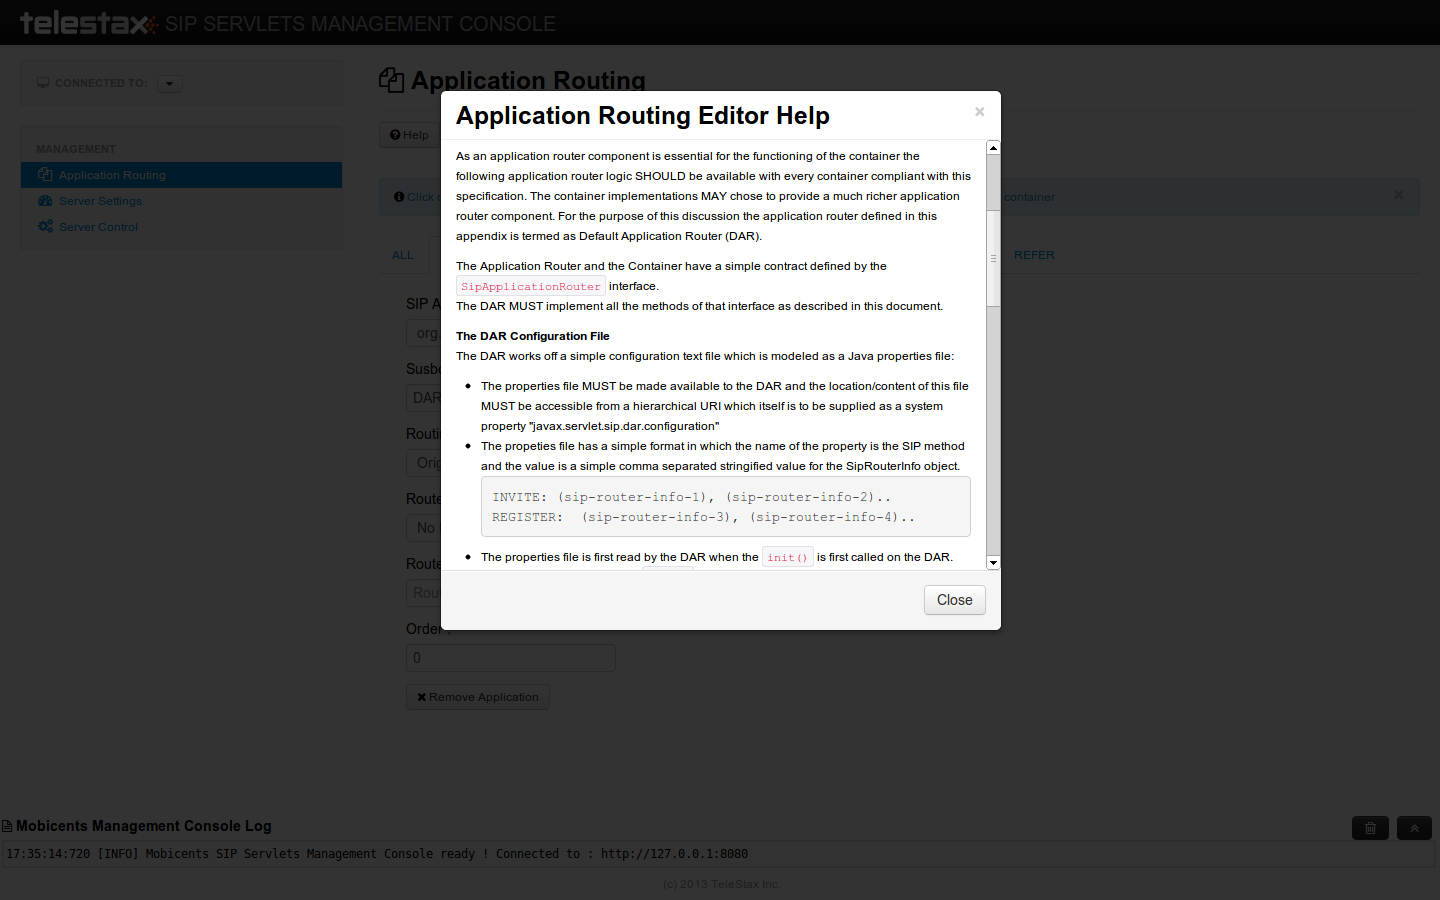 telestax SIP SERVLETS MANAGEMENT CONSOLE
CONNECTED TO:
MANAGEMENT
Application Routing
Server Settings
Server Control
Application Routing
Help
Click
container
ALL
REFER
SIP A
org.
Susb
DAR
Routi
Orig
Route
No
Route
Rout
Order :
0
Remove Application
Application Routing Editor Help
×
As an application router component is essential for the functioning of the container the
following application router logic SHOULD be available with every container compliant with this
specification. The container implementations MAY chose to provide a much richer application
router component. For the purpose of this discussion the application router defined in this
appendix is termed as Default Application Router (DAR).
The Application Router and the Container have a simple contract defined by the
SipApplicationRouter interface.
The DAR MUST implement all the methods of that interface as described in this document.
The DAR Configuration File
The DAR works off a simple configuration text file which is modeled as a Java properties file:
• The properties file MUST be made available to the DAR and the location/content of this file
MUST be accessible from a hierarchical URI which itself is to be supplied as a system
property "javax.servlet.sip.dar.configuration"
• The propeties file has a simple format in which the name of the property is the SIP method
and the value is a simple comma separated stringified value for the SipRouterInfo object.
INVITE: (sip-router-info-1), (sip-router-info-2)..
REGISTER:  (sip-router-info-3), (sip-router-info-4)..
• The properties file is first read by the DAR when the init() is first called on the DAR.
Close
Mobicents Management Console Log
17:35:14:720 [INFO] Mobicents SIP Servlets Management Console ready ! Connected to : http://127.0.0.1:8080
(c) 2013 TeleStax Inc.